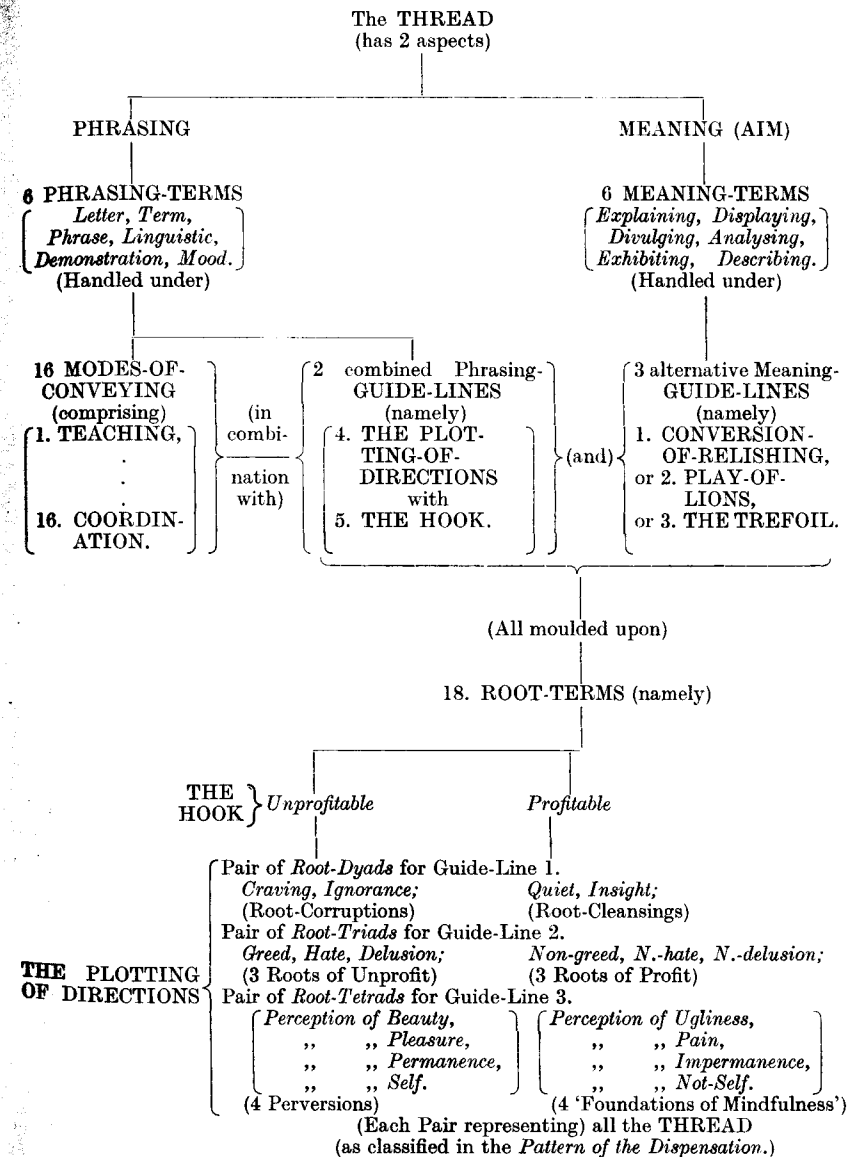 The THREAD
(has 2 aspects)
PHRASING
MEANING (AIM)
6 PHRASING-TERMS
Letter, Term,
Phrase, Linguistic,
Demonstration, Mood.
(Handled under)
6 MEANING-TERMS
Explaining, Displaying,
Divulging, Analysing,
Exhibiting, Describing.
(Handled under)
16 MODES-OF-
CONVEYING
(comprising)
1. TEACHING,
.
.
.
16. COORDIN-
ATION.
(in
combi-
nation
with)
2 combined Phrasing-
GUIDE-LINES
(namely)
4. THE PLOT-
TING-OF-
DIRECTIONS
with
5. THE HOOK.
(and)
3 alternative Meaning-
GUIDE-LINES
(namely)
1. CONVERSION-
OF-RELISHING,
or 2. PLAY-OF-
LIONS,
or 3. THE TREFOIL.
(All moulded upon)
18. ROOT-TERMS (namely)
THE
HOOK
Unprofitable
Profitable
THE PLOTTING
OF DIRECTIONS
Pair of Root-Dyads for Guide-Line 1.
Craving, Ignorance; Quiet, Insight;
(Root-Corruptions) (Root-Cleansings)
Pair of Root-Triads for Guide-Line 2.
Greed, Hate, Delusion; Non-greed, N.-hate, N.-delusion;
(3 Roots of Unprofit) (3 Roots of Profit)
Pair of Root-Tetrads for Guide-Line 3.
Perception of Beauty, Perception of Ugliness,
,, ,, Pleasure, ,, ,, Pain,
,, ,, Permanence, ,, ,, Impermanence,
,, ,, Self. ,, ,, Not-Self.
(4 Perversions) (4 'Foundations of Mindfulness')
(Each Pair representing) all the THREAD
(as classified in the Pattern of the Dispensation.)